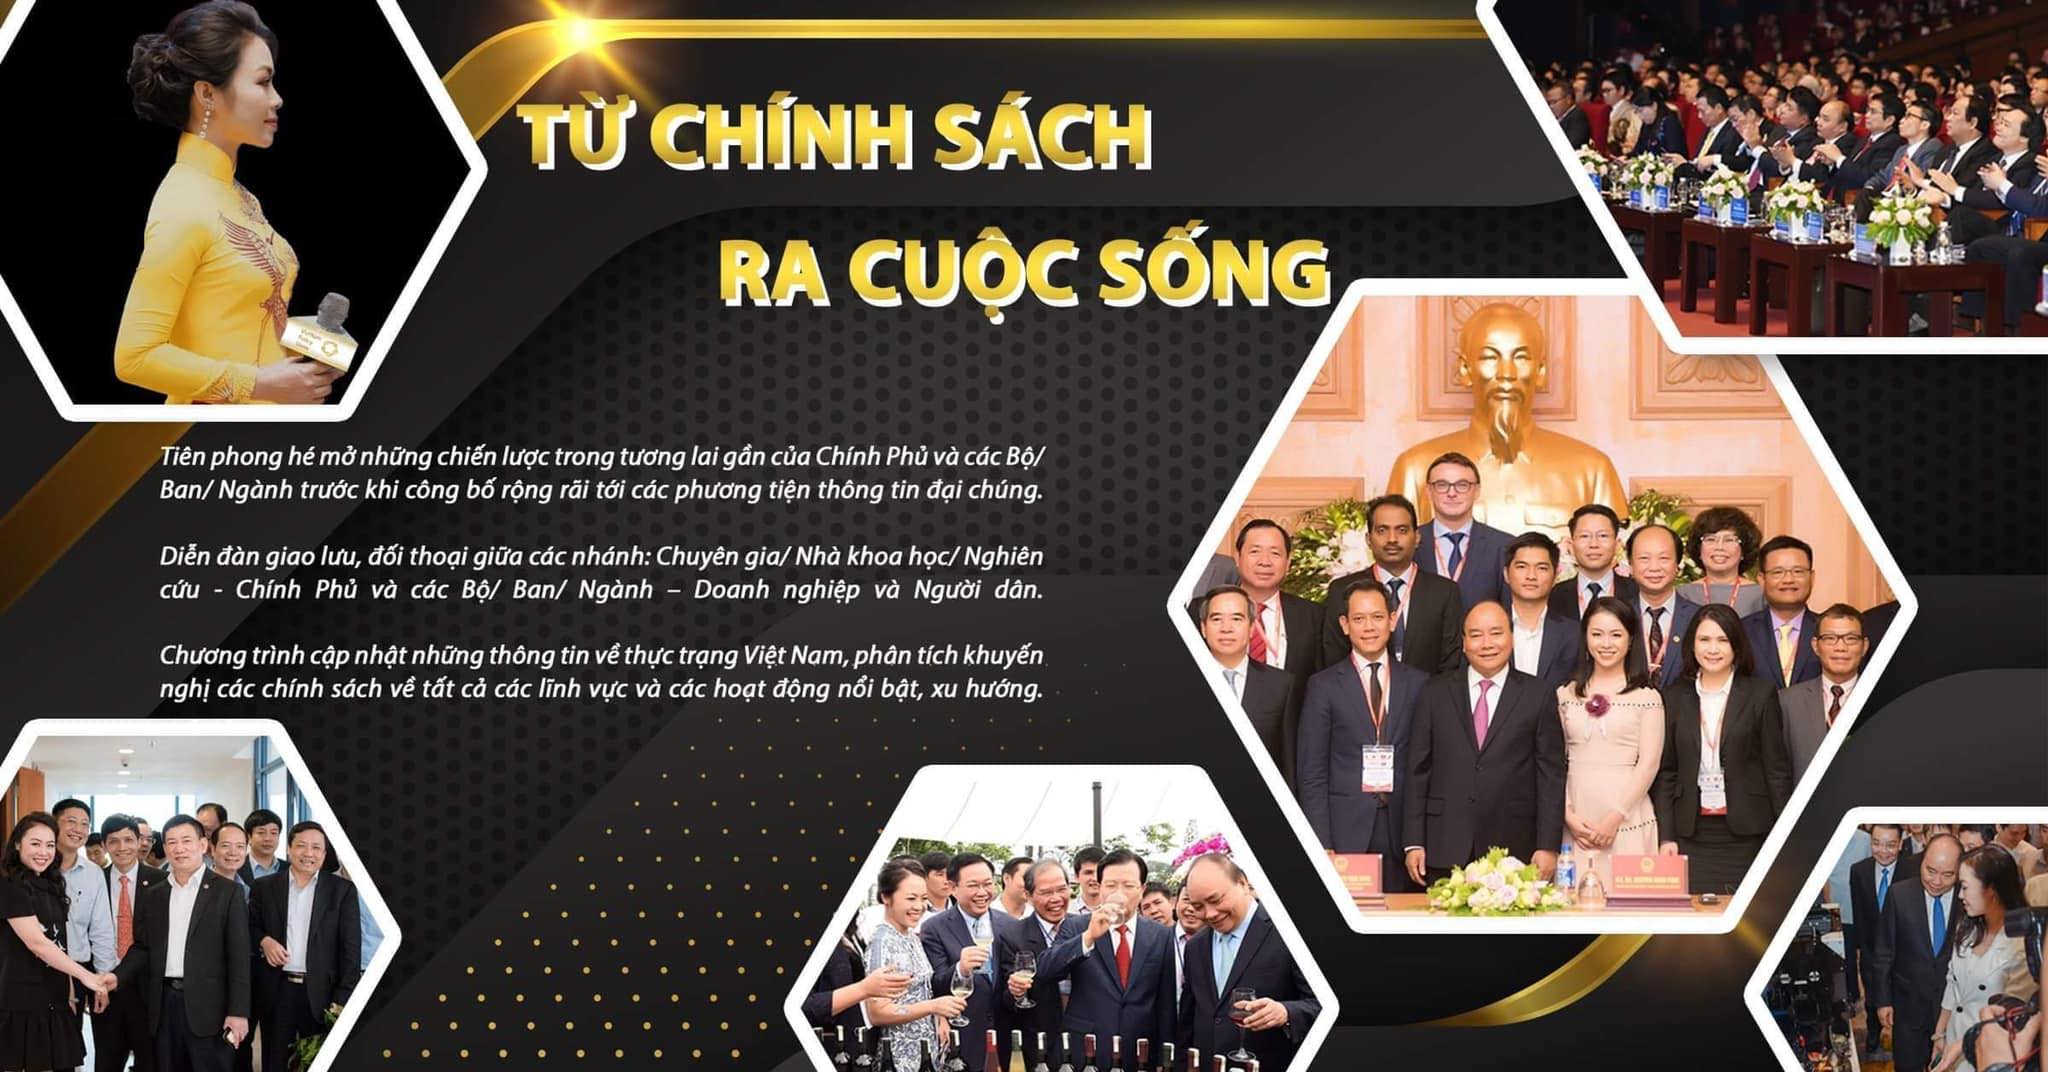 TỪ CHÍNH SÁCH
RA CUỘC SỐNG
Tiên phong hé mở những chiến lược trong tương lai gần của Chính Phủ và các Bộ/
Ban/ Ngành trước khi công bố rộng rãi tới các phương tiện thông tin đại chúng.
Diễn đàn giao lưu, đối thoại giữa các nhánh: Chuyên gia/ Nhà khoa học/ Nghiên
cứu - Chính Phủ và các Bộ/ Ban/ Ngành – Doanh nghiệp và Người dân.
Chương trình cập nhật những thông tin về thực trạng Việt Nam, phân tích khuyến
nghị các chính sách về tất cả các lĩnh vực và các hoạt động nổi bật, xu hướng.